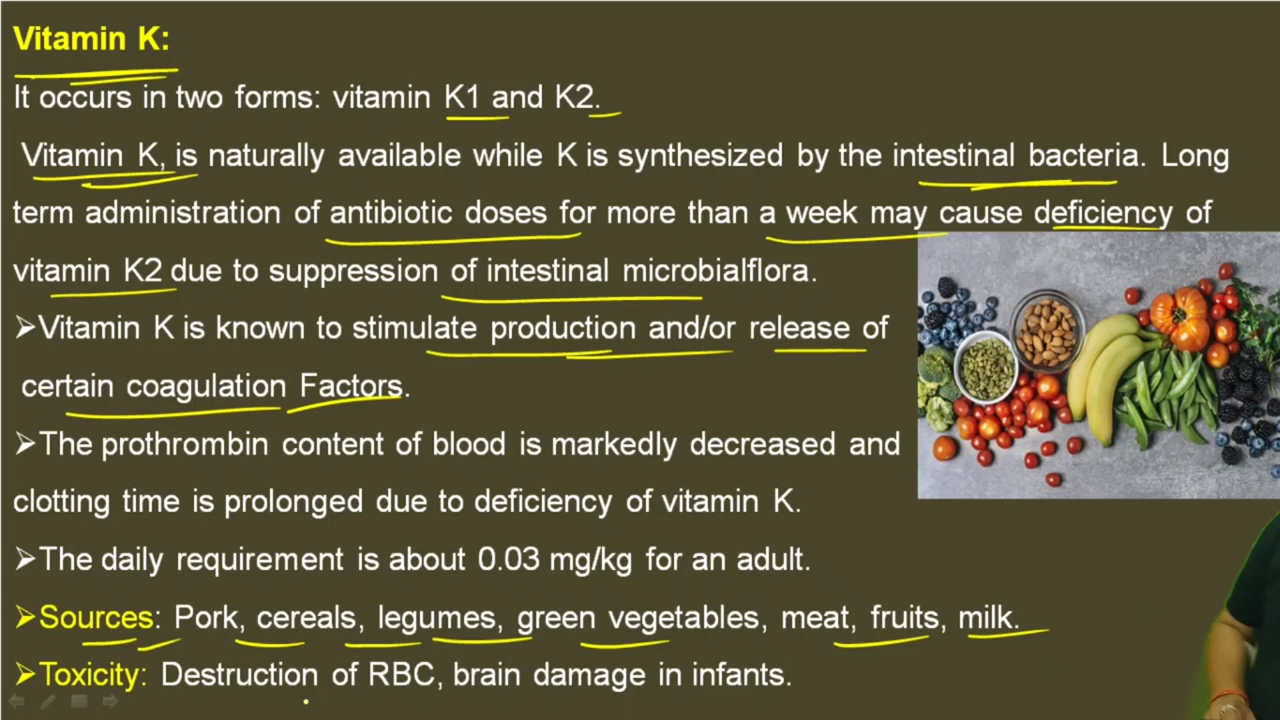 Vitamin K:
It occurs in two forms: vitamin K1 and K2.
Vitamin K, is naturally available while K is synthesized by the intestinal bacteria. Long
term administration of antibiotic doses for more than a week may cause deficiency of
vitamin K2 due to suppression of intestinal microbialflora.
➢Vitamin K is known to stimulate production and/or release of
certain coagulation Factors.
➢The prothrombin content of blood is markedly decreased and
clotting time is prolonged due to deficiency of vitamin K.
➢The daily requirement is about 0.03 mg/kg for an adult.
➢Sources: Pork, cereals, legumes, green vegetables, meat, fruits, milk.
➢Toxicity: Destruction of RBC, brain damage in infants.